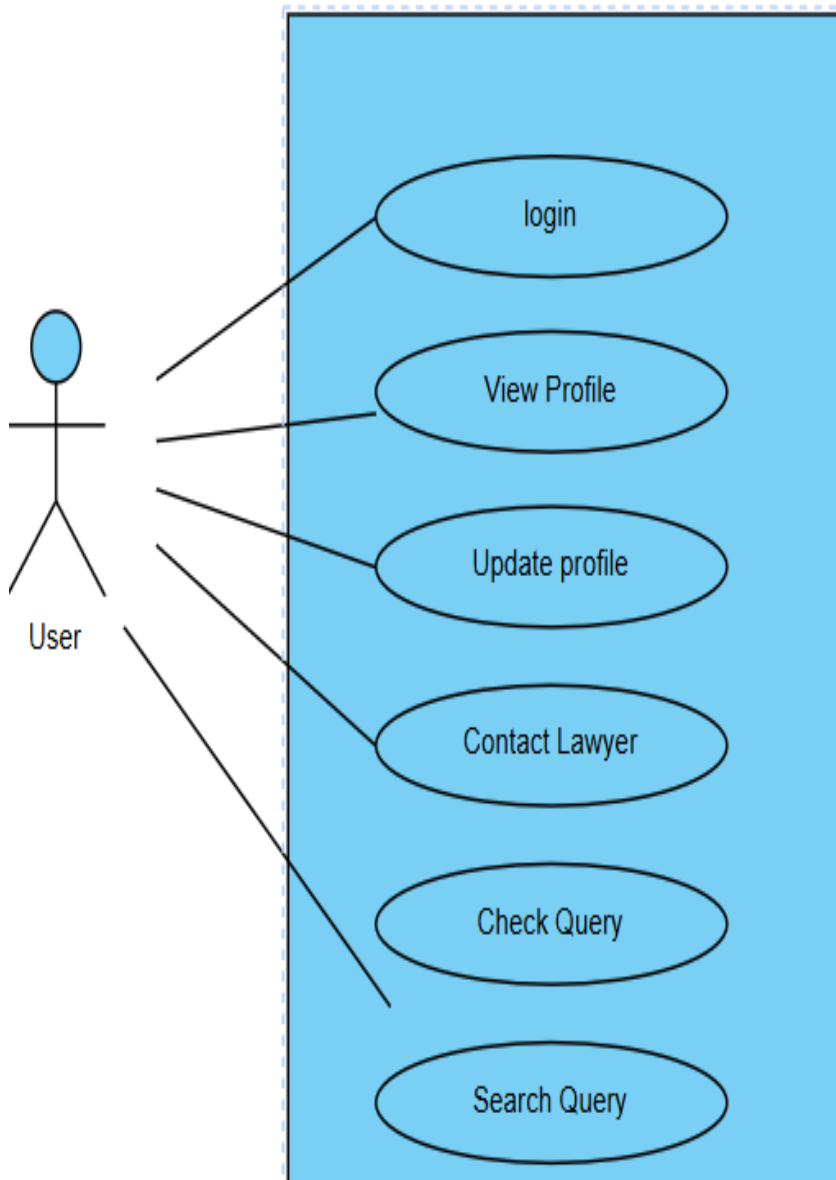 login
View Profile
Update profile
User
Contact Lawyer
Check Query
Search Query